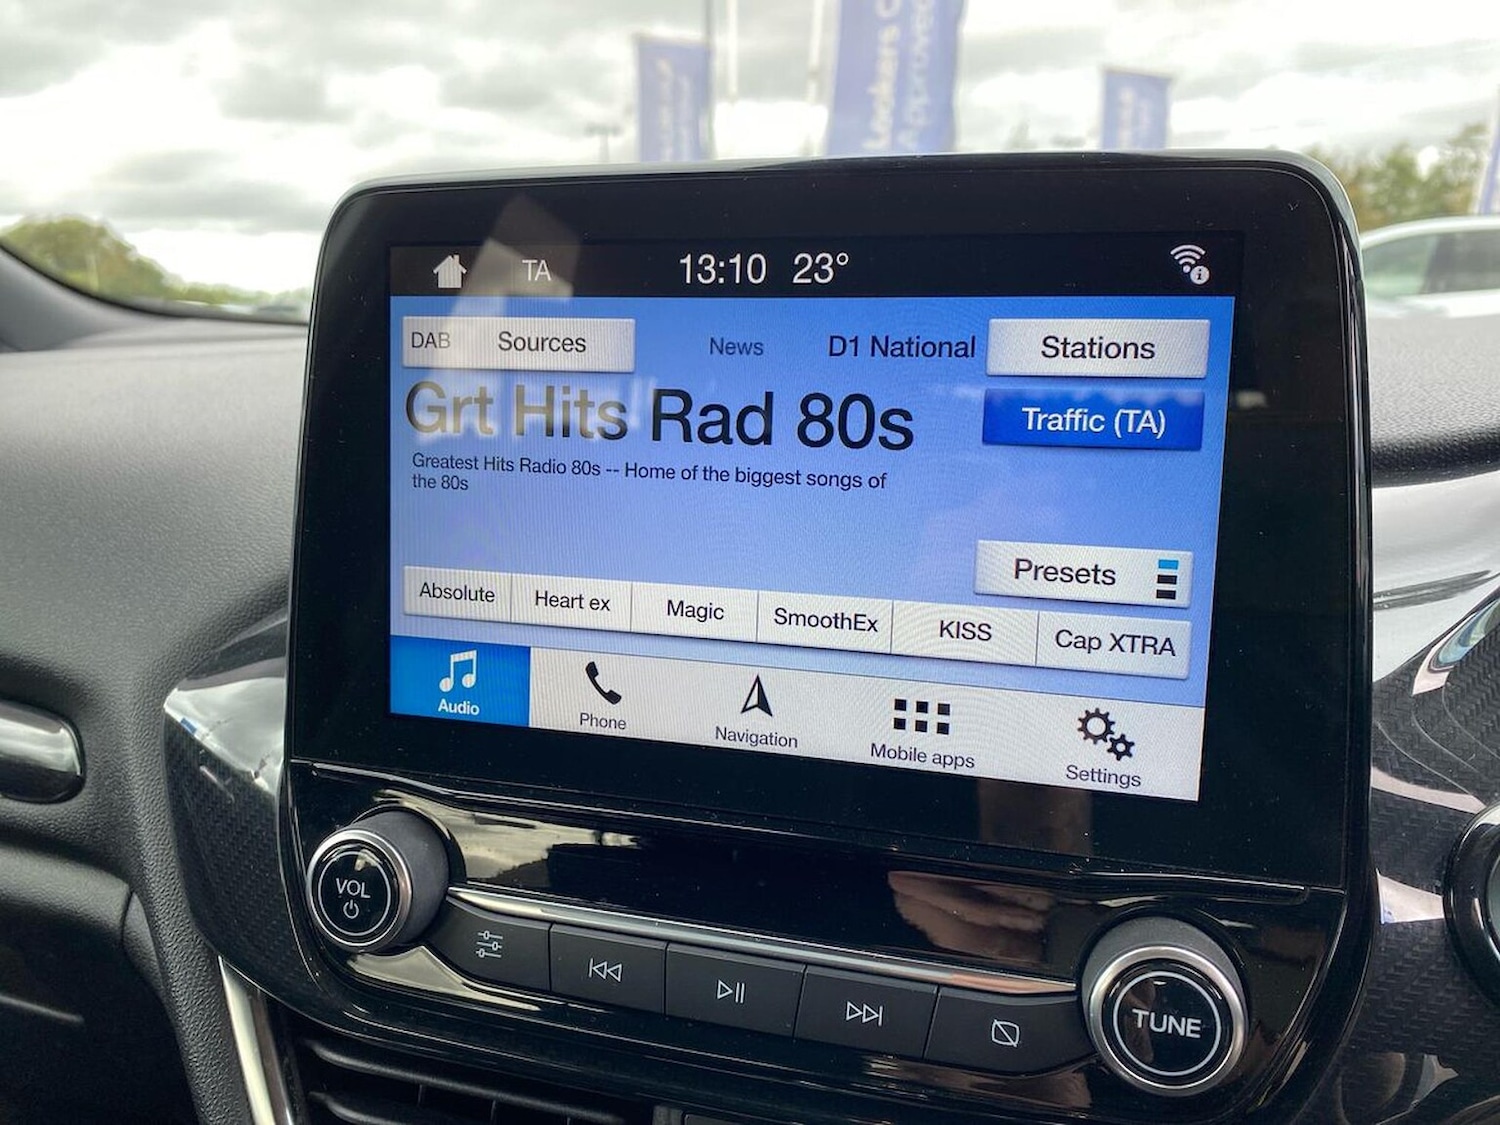 TA 13:10 23°
DAB Sources News D1 National Stations
Grt Hits Rad 80s
Traffic (TA)
Greatest Hits Radio 80s -- Home of the biggest songs of
the 80s
Presets
Absolute Heart ex Magic SmoothEx KISS Cap XTRA
Audio Phone Navigation Mobile apps Settings
VOL
TUNE